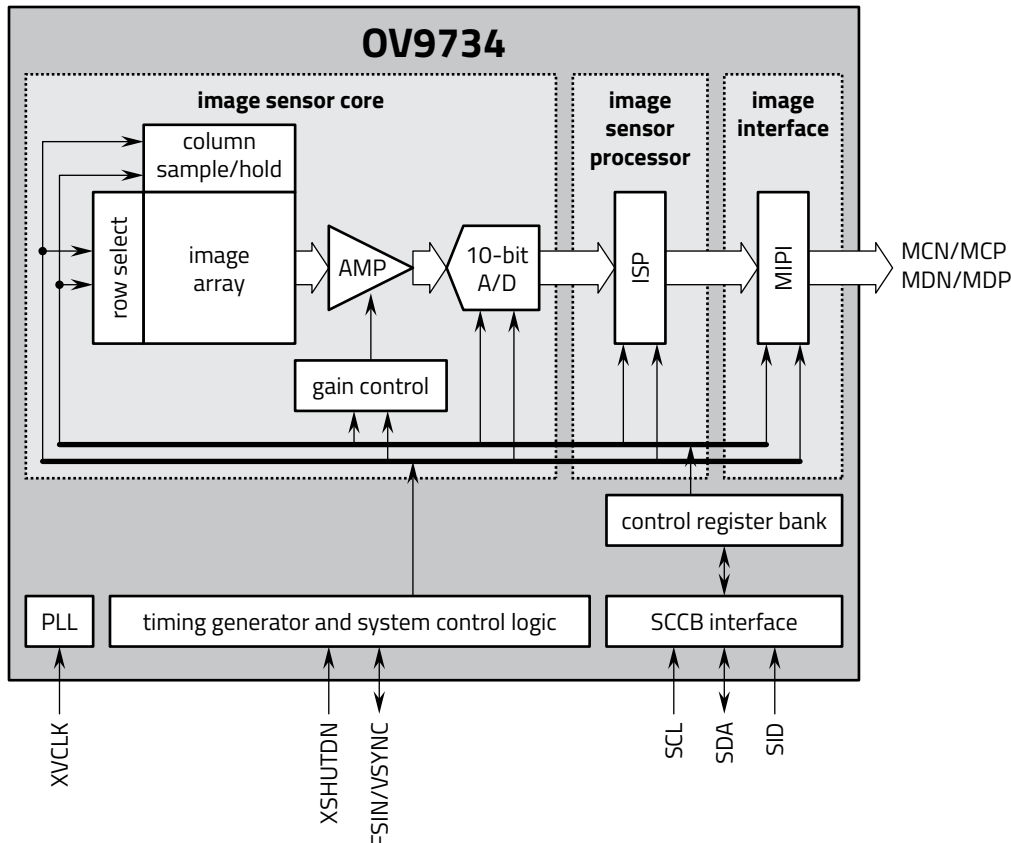 OV9734
image sensor core
image
sensor
processor
image
interface
column
sample/hold
row select
image
array
AMP
10-bit
A/D
ISP
MIPI
MCN/MCP
MDN/MDP
gain control
control register bank
PLL
timing generator and system control logic
SCCB interface
XVCLK
XSHUTDN
FSIN/VSYNC
SCL
SDA
SID